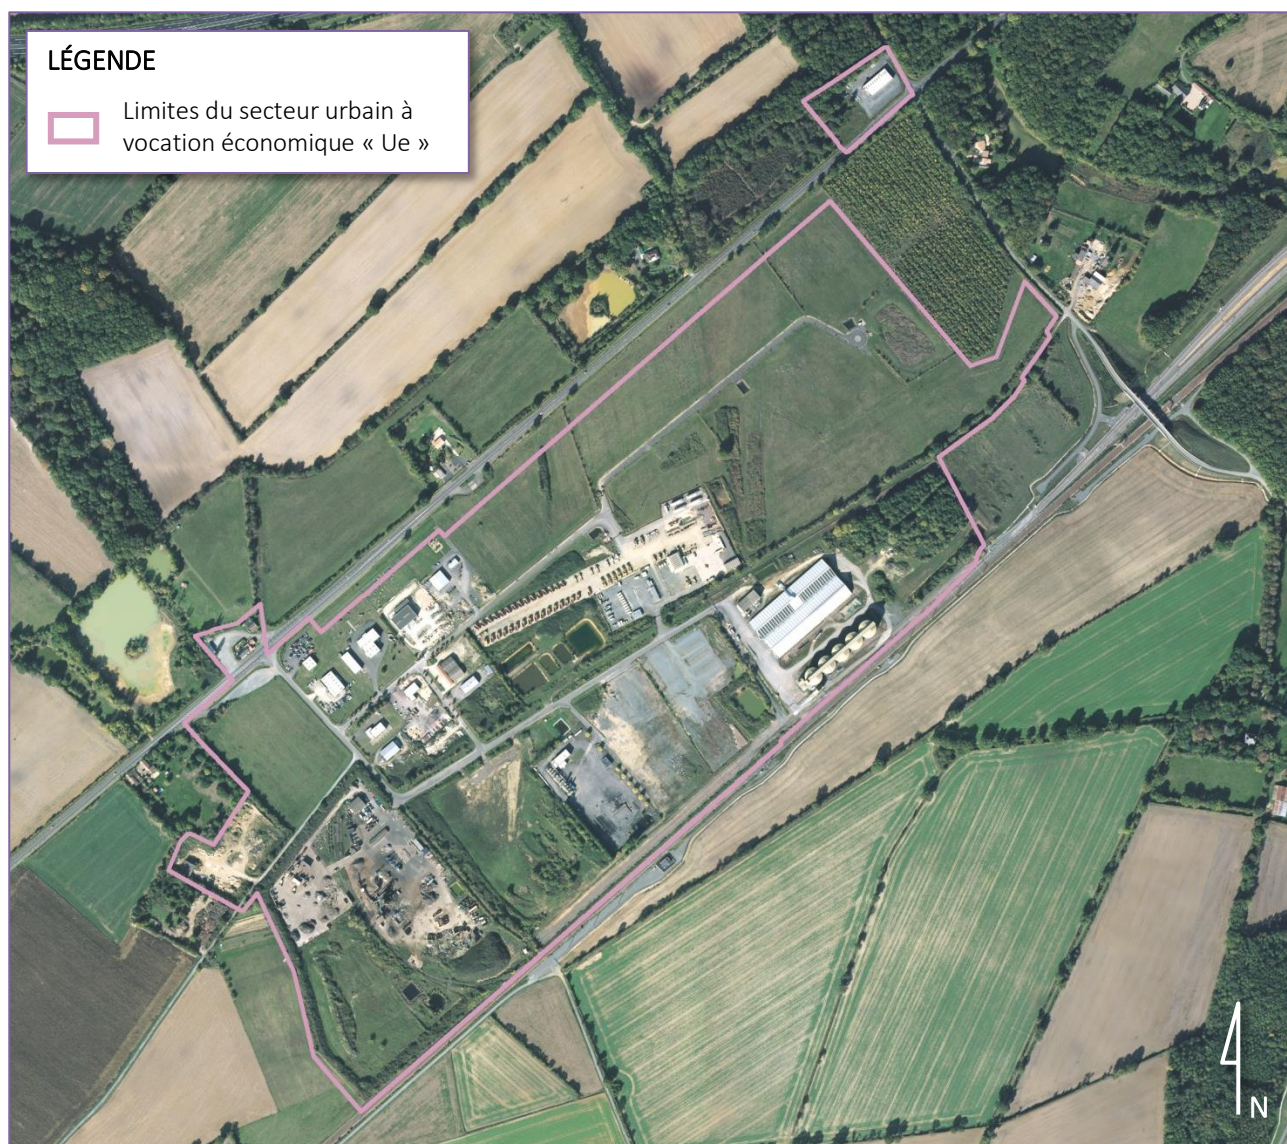 LÉGENDE
Limites du secteur urbain à
vocation économique « Ue »
N